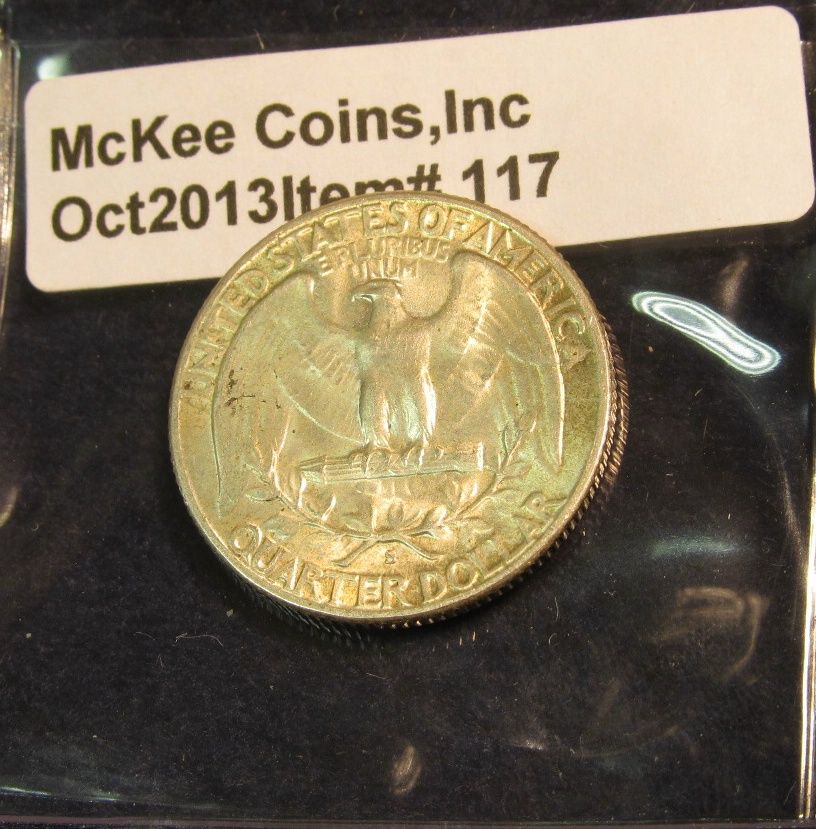 McKee Coins,Inc
Oct2013Item# 117
UNITED STATES OF AMERICA
E PLURIBUS
UNUM
S
QUARTER DOLLAR